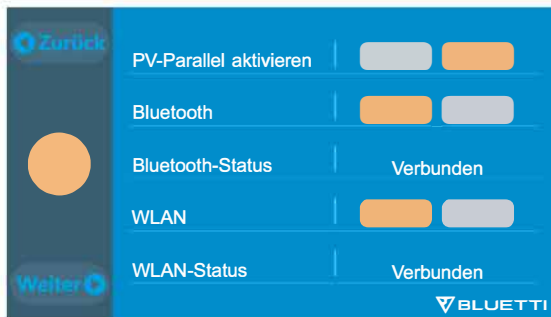 Zurück
PV-Parallel aktivieren
Bluetooth
Bluetooth-Status Verbunden
WLAN
WLAN-Status Verbunden
Weiter
BLUETTI